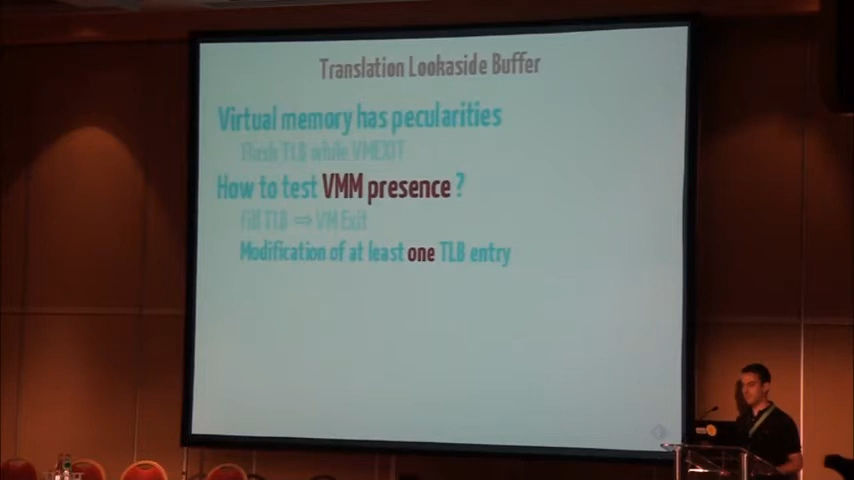 Translation Lookaside Buffer
Virtual memory has pecularities
Flush TLB while VMEXIT
How to test VMM presence ?
Fill TLB ⇒ VM Exit
Modification of at least one TLB entry